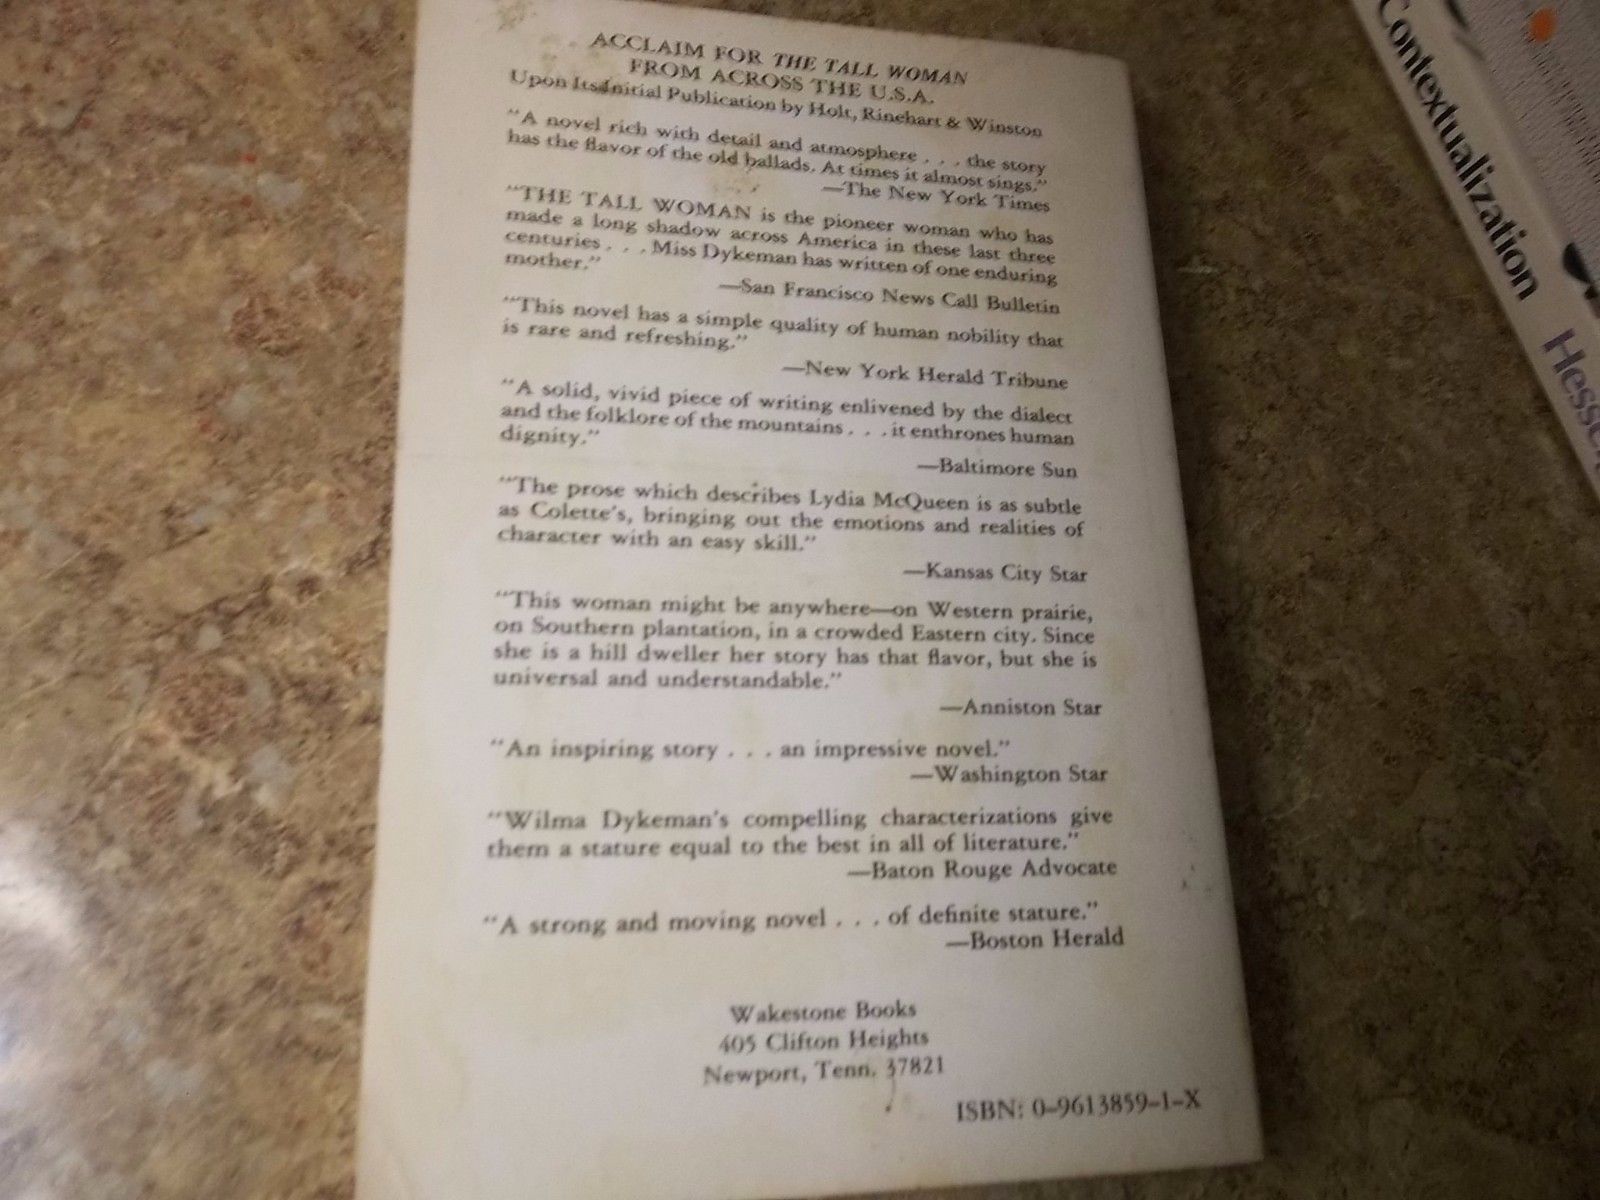 ACCLAIM FOR THE TALL WOMAN
FROM ACROSS THE U.S.A.
Upon Its Initial Publication by Holt, Rinehart & Winston
"A novel rich with detail and atmosphere . . . the story
has the flavor of the old ballads. At times it almost sings."
—The New York Times
"THE TALL WOMAN is the pioneer woman who has
made a long shadow across America in these last three
centuries . . . Miss Dykeman has written of one enduring
mother."
—San Francisco News Call Bulletin
"This novel has a simple quality of human nobility that
is rare and refreshing."
—New York Herald Tribune
"A solid, vivid piece of writing enlivened by the dialect
and the folklore of the mountains . . . it enthrones human
dignity."
—Baltimore Sun
"The prose which describes Lydia McQueen is as subtle
as Colette's, bringing out the emotions and realities of
character with an easy skill."
—Kansas City Star
"This woman might be anywhere—on Western prairie,
on Southern plantation, in a crowded Eastern city. Since
she is a hill dweller her story has that flavor, but she is
universal and understandable."
—Anniston Star
"An inspiring story . . . an impressive novel."
—Washington Star
"Wilma Dykeman's compelling characterizations give
them a stature equal to the best in all of literature."
—Baton Rouge Advocate
"A strong and moving novel . . . of definite stature."
—Boston Herald
Wakestone Books
405 Clifton Heights
Newport, Tenn. 37821
ISBN: 0-9613859-1-X
Contextualization